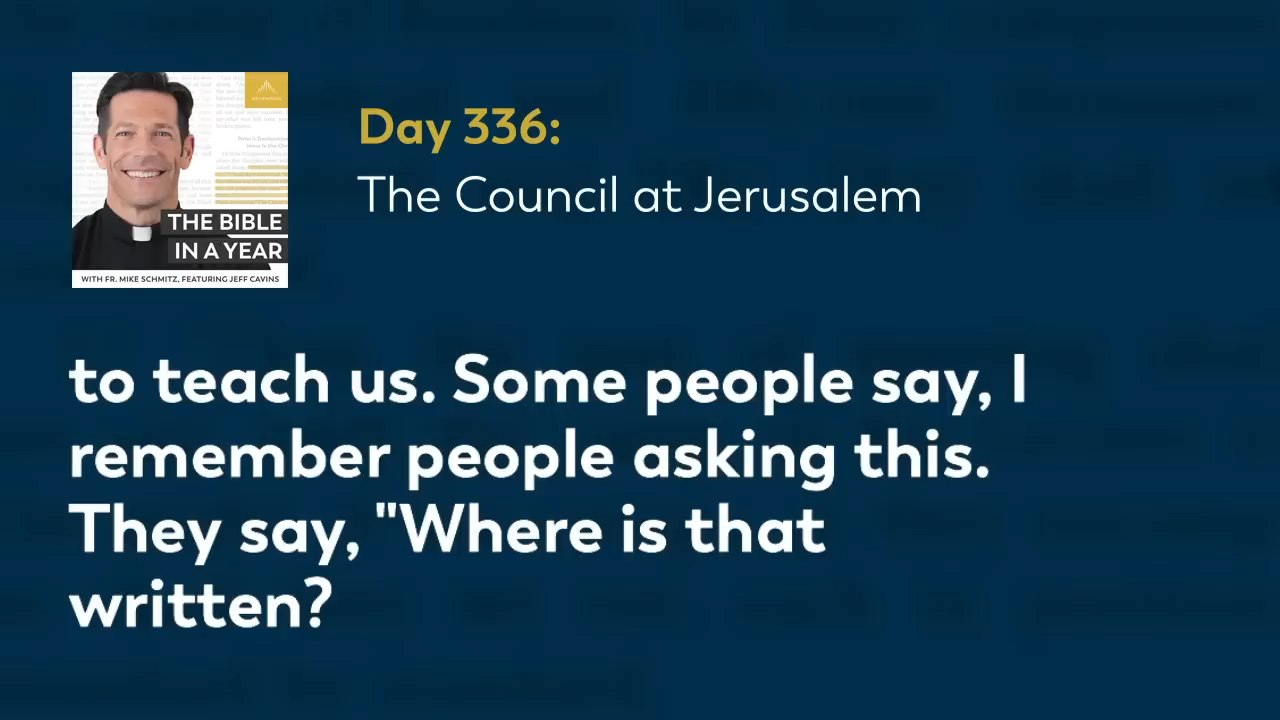 Day 336:
The Council at Jerusalem
THE BIBLE
IN A YEAR
WITH FR. MIKE SCHMITZ, FEATURING JEFF CAVINS
to teach us. Some people say, I
remember people asking this.
They say, "Where is that
written?